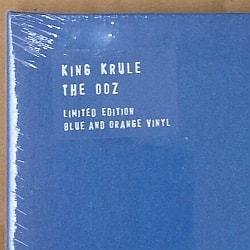 KING KRULE
THE OOZ
LIMITED EDITION
BLUE AND ORANGE VINYL